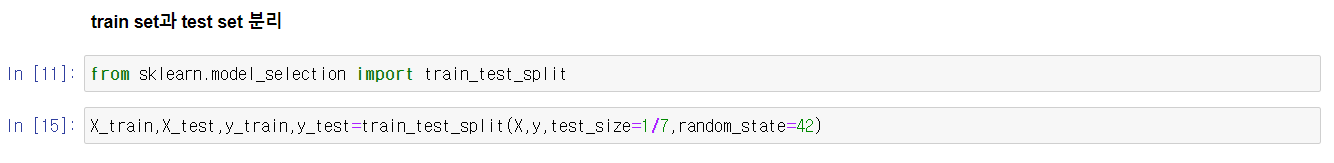 train set과 test set 분리
In [11]: from sklearn.model_selection import train_test_split
In [15]: X_train,X_test,y_train,y_test=train_test_split(X,y,test_size=1/7,random_state=42)